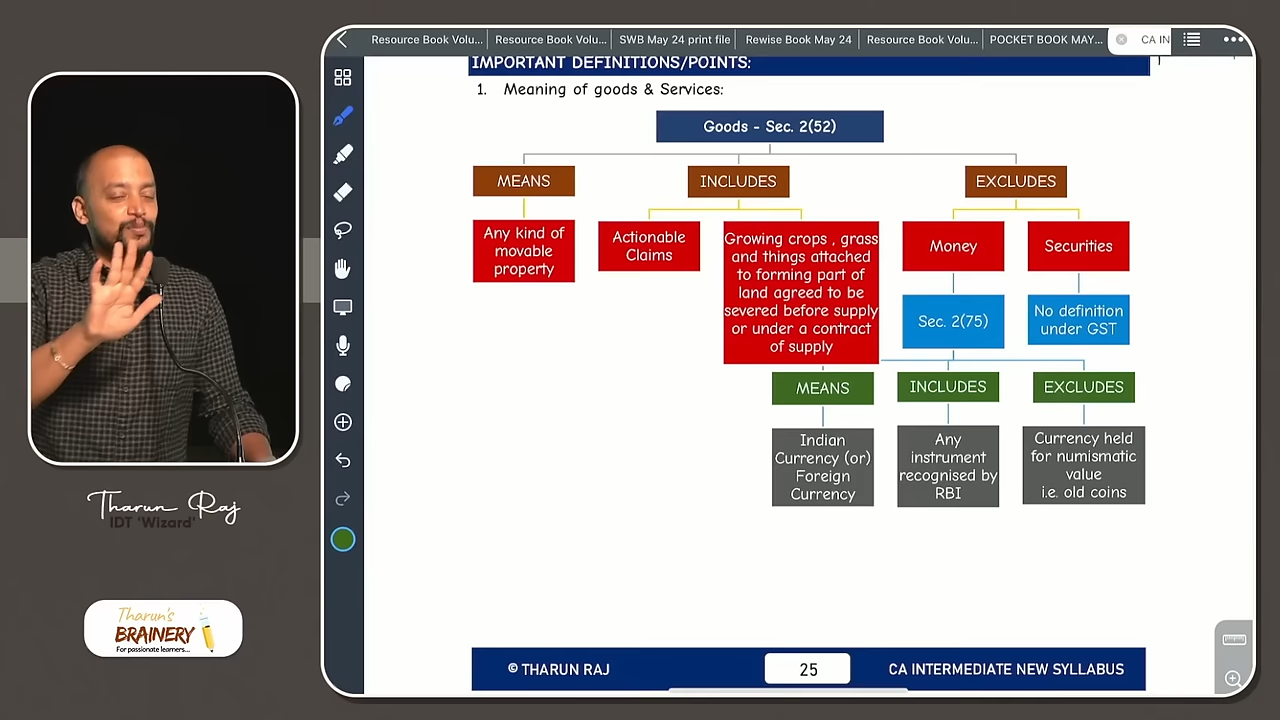 Resource Book Volu...
Resource Book Volu...
SWB May 24 print file
Rewise Book May 24
Resource Book Volu...
POCKET BOOK MAY...
CA IN
IMPORTANT DEFINITIONS/POINTS:
1. Meaning of goods & Services:
Goods - Sec. 2(52)
MEANS
INCLUDES
EXCLUDES
Any kind of
movable
property
Actionable
Claims
Growing crops , grass
and things attached
to forming part of
land agreed to be
severed before supply
or under a contract
of supply
Money
Securities
Sec. 2(75)
No definition
under GST
MEANS
INCLUDES
EXCLUDES
Indian
Currency (or)
Foreign
Currency
Any
instrument
recognised by
RBI
Currency held
for numismatic
value
i.e. old coins
© THARUN RAJ
25
CA INTERMEDIATE NEW SYLLABUS
Tharun Raj
IDT 'Wizard'
Tharun's
BRAINERY
For passionate learners...